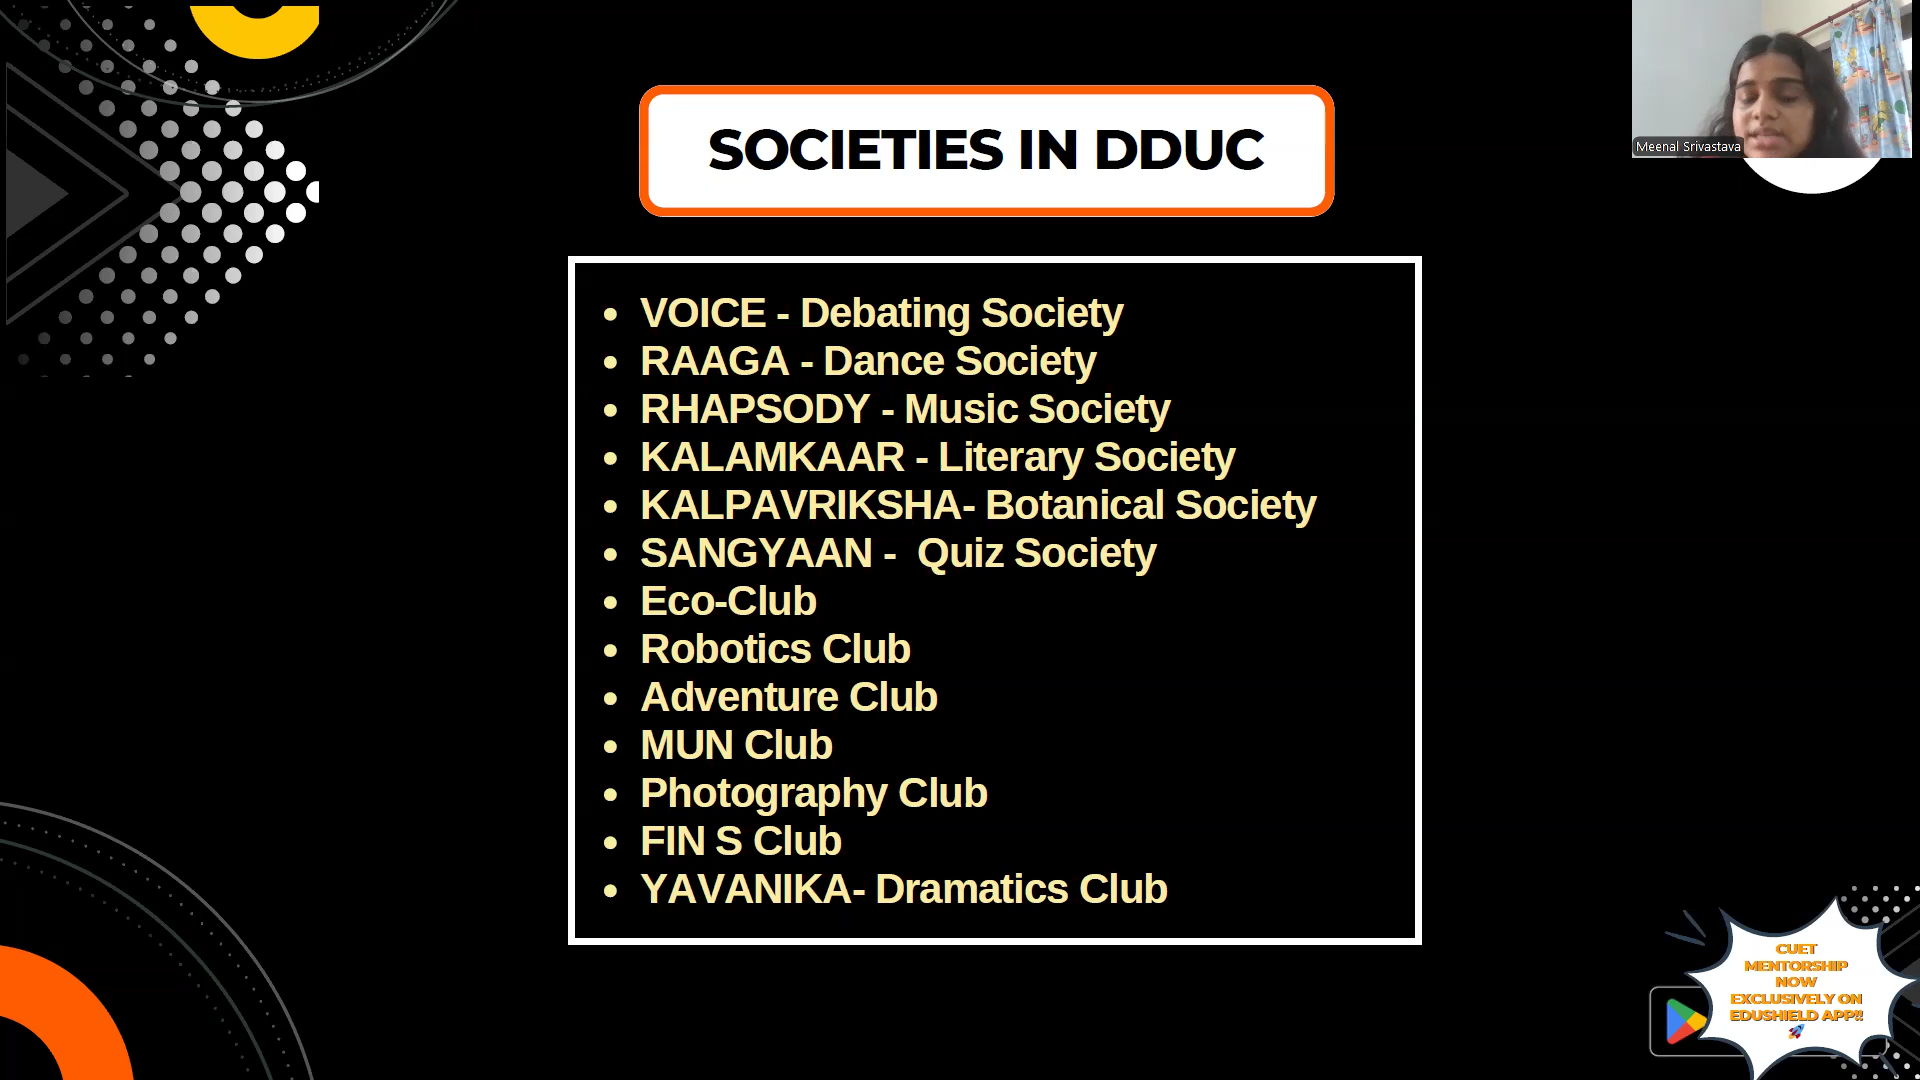 SOCIETIES IN DDUC
Meenal Srivastava
• VOICE - Debating Society
• RAAGA - Dance Society
• RHAPSODY - Music Society
• KALAMKAAR - Literary Society
• KALPAVRIKSHA- Botanical Society
• SANGYAAN -  Quiz Society
• Eco-Club
• Robotics Club
• Adventure Club
• MUN Club
• Photography Club
• FIN S Club
• YAVANIKA- Dramatics Club
CUET
MENTORSHIP
NOW
EXCLUSIVELY ON
EDUSHIELD APP!!
🚀